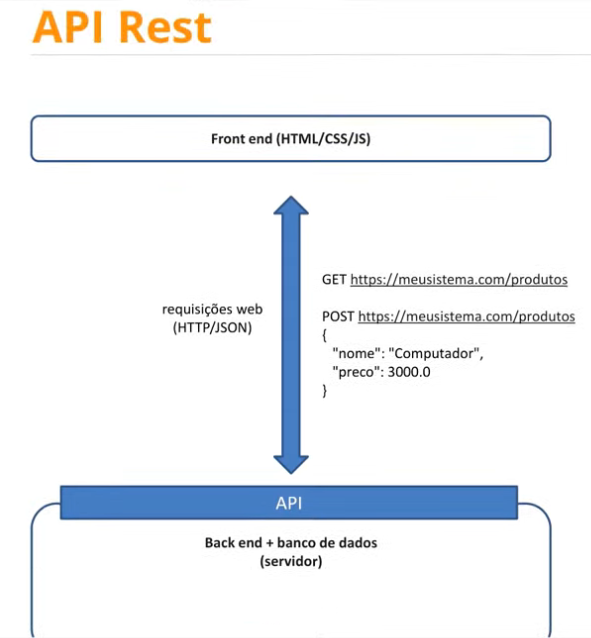 API Rest
Front end (HTML/CSS/JS)
requisições web
(HTTP/JSON)
GET https://meusistema.com/produtos
POST https://meusistema.com/produtos
{
"nome": "Computador",
"preco": 3000.0
}
API
Back end + banco de dados
(servidor)